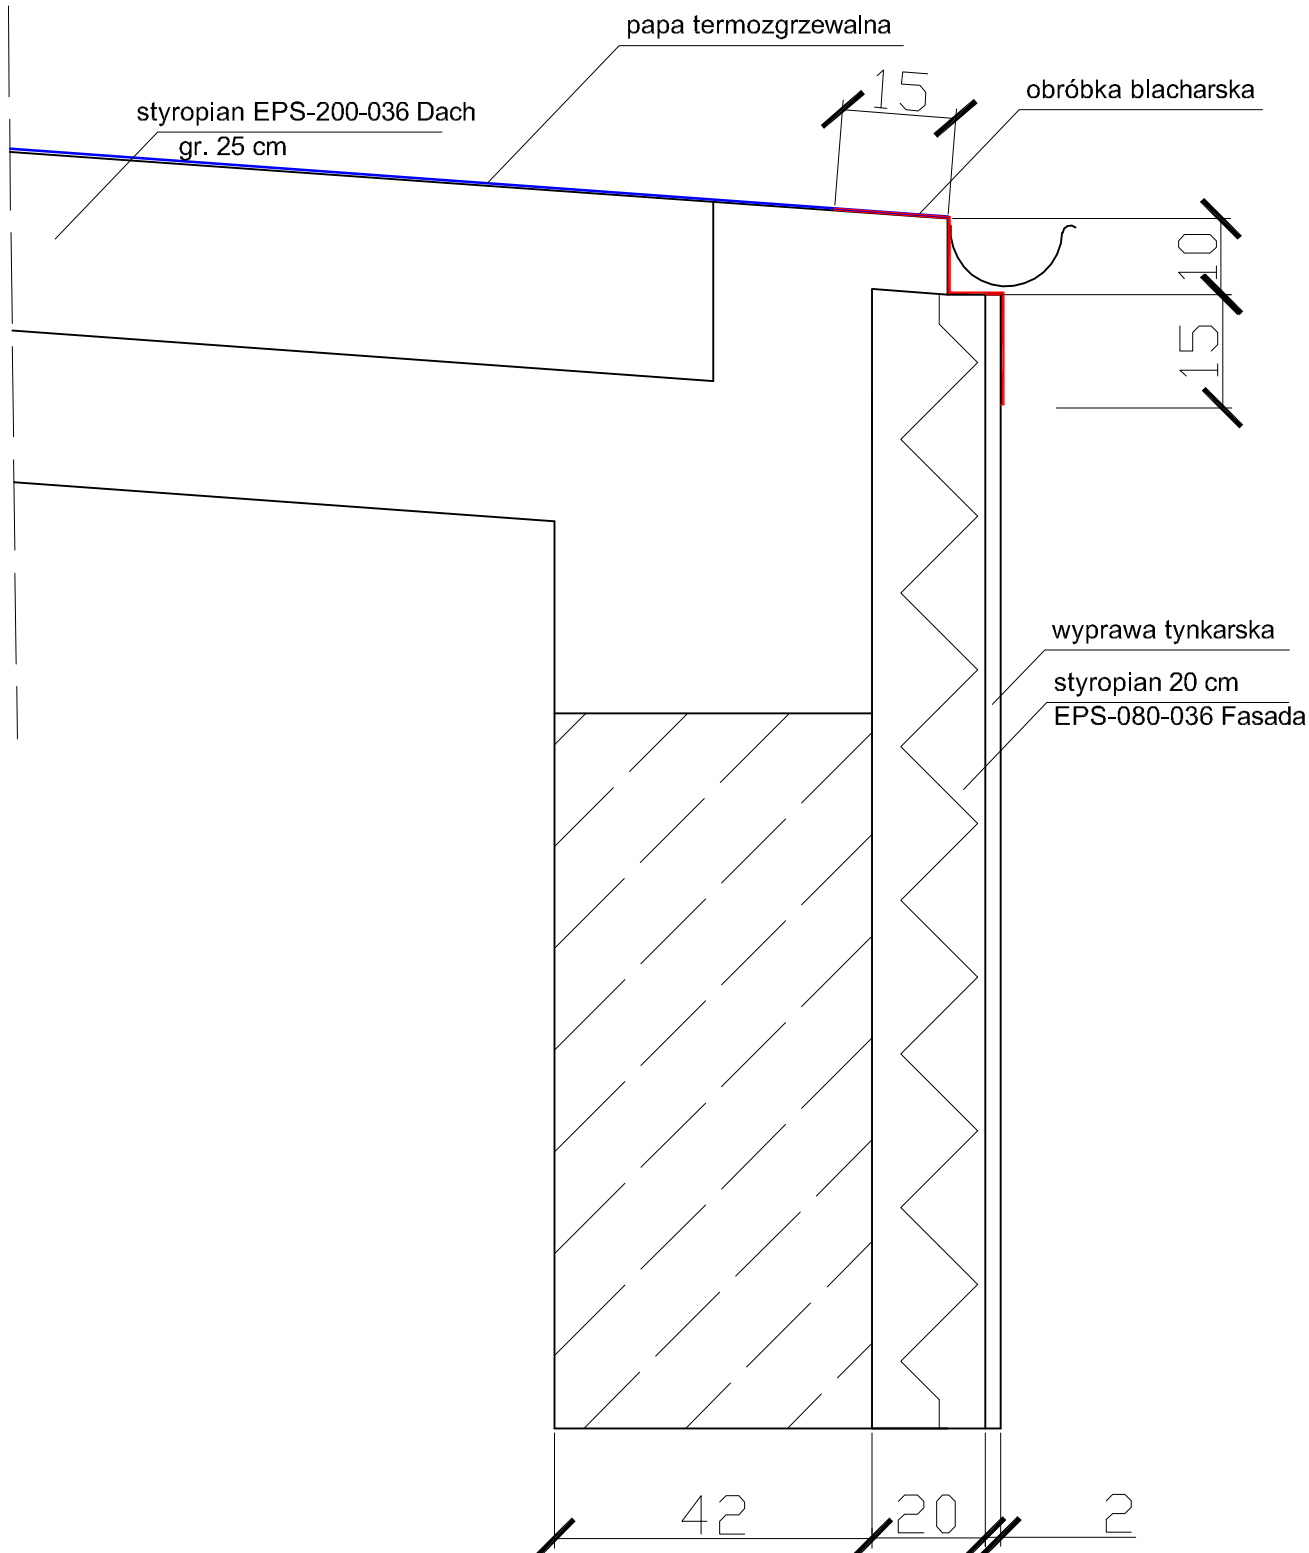 papa termozgrzewalna
15
obróbka blacharska
styropian EPS-200-036 Dach
gr. 25 cm
10
15
wyprawa tynkarska
styropian 20 cm
EPS-080-036 Fasada
42
20
2